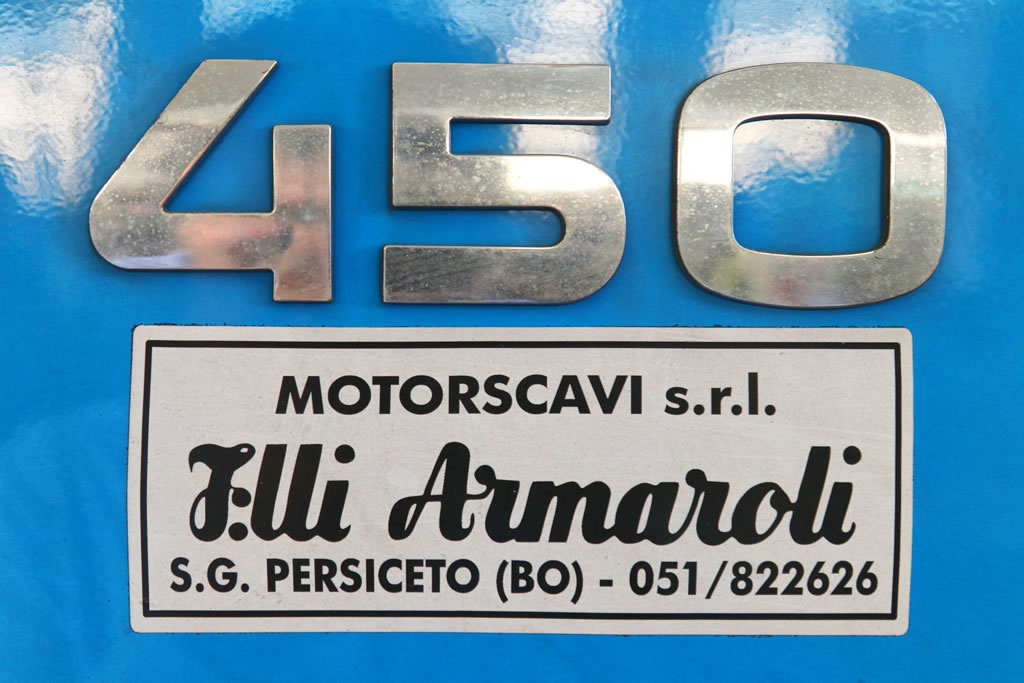 450
MOTORSCAVI s.r.l.
F.lli Armaroli
S.G. PERSICETO (BO) - 051/822626